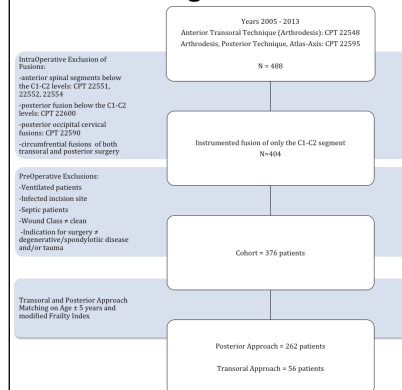 Years 2005 - 2013
Anterior Transoral Technique (Arthrodesis): CPT 22548
Arthrodesis, Posterior Technique, Atlas-Axis: CPT 22595
N = 488
IntraOperative Exclusion of
Fusions:
-anterior spinal segments below
the C1-C2 levels: CPT 22551,
22552, 22554
-posterior fusion below the C1-C2
levels: CPT 22600
-posterior occipital cervical
fusions: CPT 22590
-circumfrential fusions of both
transoral and posterior surgery
Instrumented fusion of only the C1-C2 segment
N=404
PreOperative Exclusions:
-Ventilated patients
-Infected incision site
-Septic patients
-Wound Class ≠ clean
-Indication for surgery ≠
degenerative/spondylotiic disease
and/or tauma
Cohort = 376 patients
Transoral and Posterior Approach
Matching on Age ± 5 years and
modified Frailty Index
Posterior Approach = 262 patients
Transoral Approach = 56 patients